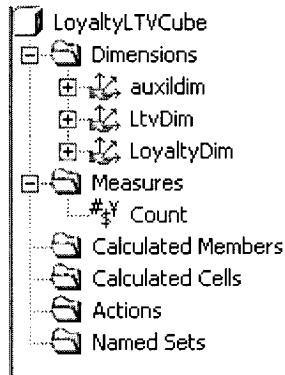 LoyaltyLTVCube
Dimensions
auxildim
LtvDim
LoyaltyDim
Measures
#$¥ Count
Calculated Members
Calculated Cells
Actions
Named Sets